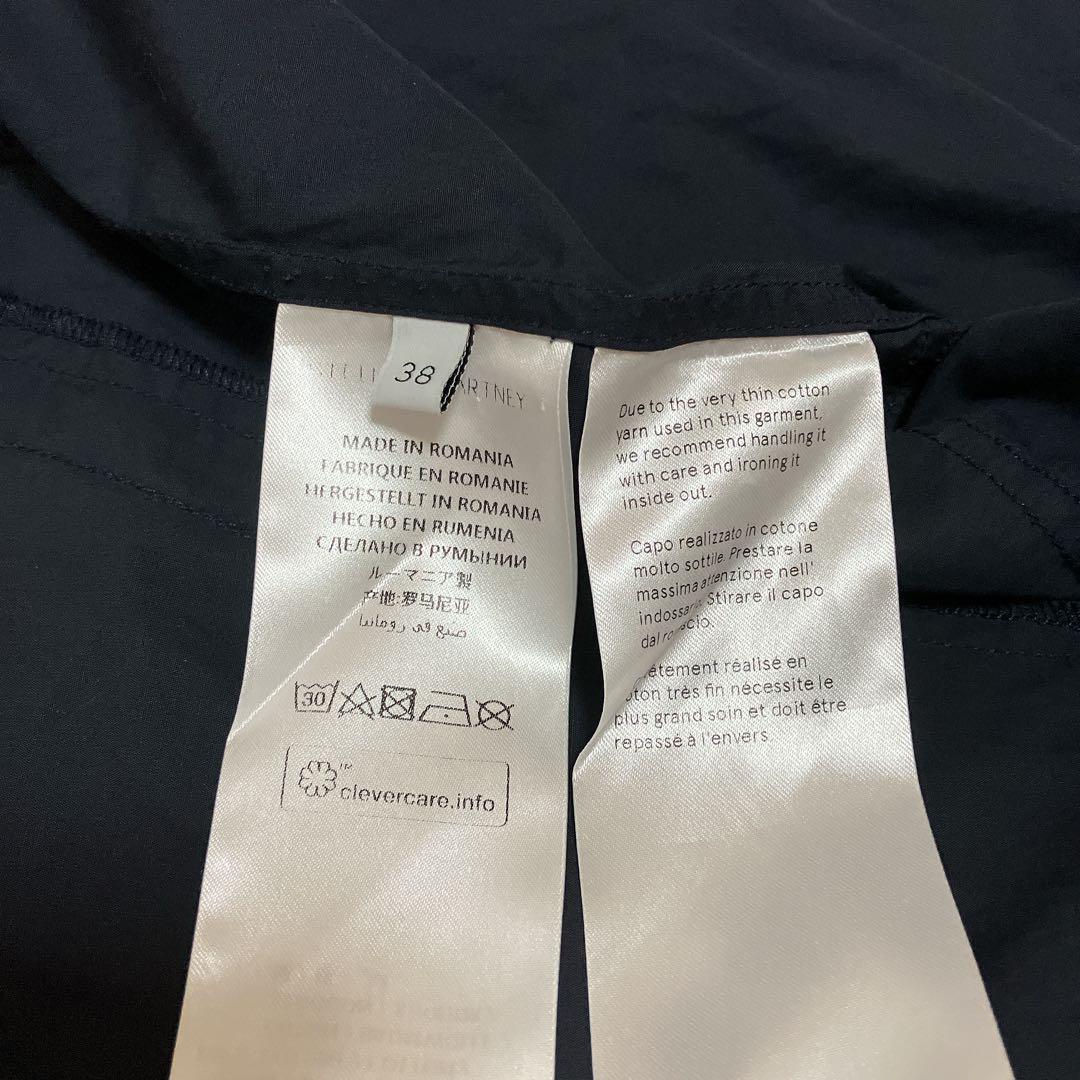 38
MADE IN ROMANIA
FABRIQUE EN ROMANIE
HERGESTELLT IN ROMANIA
HECHO EN RUMENIA
СДЕЛАНО В РУМЫНИИ
ルーマニア製
产地:罗马尼亚
صنع في رومانيا
30
™
clevercare.info
Due to the very thin cotton
yarn used in this garment,
we recommend handling it
with care and ironing it
inside out.
Capo realizzato in cotone
molto sottile. Prestare la
massima attenzione nell'
Stirare il capo
dal
réalisé en
très fin nécessite le
plus grand soin et doit être
repassé à l'envers.